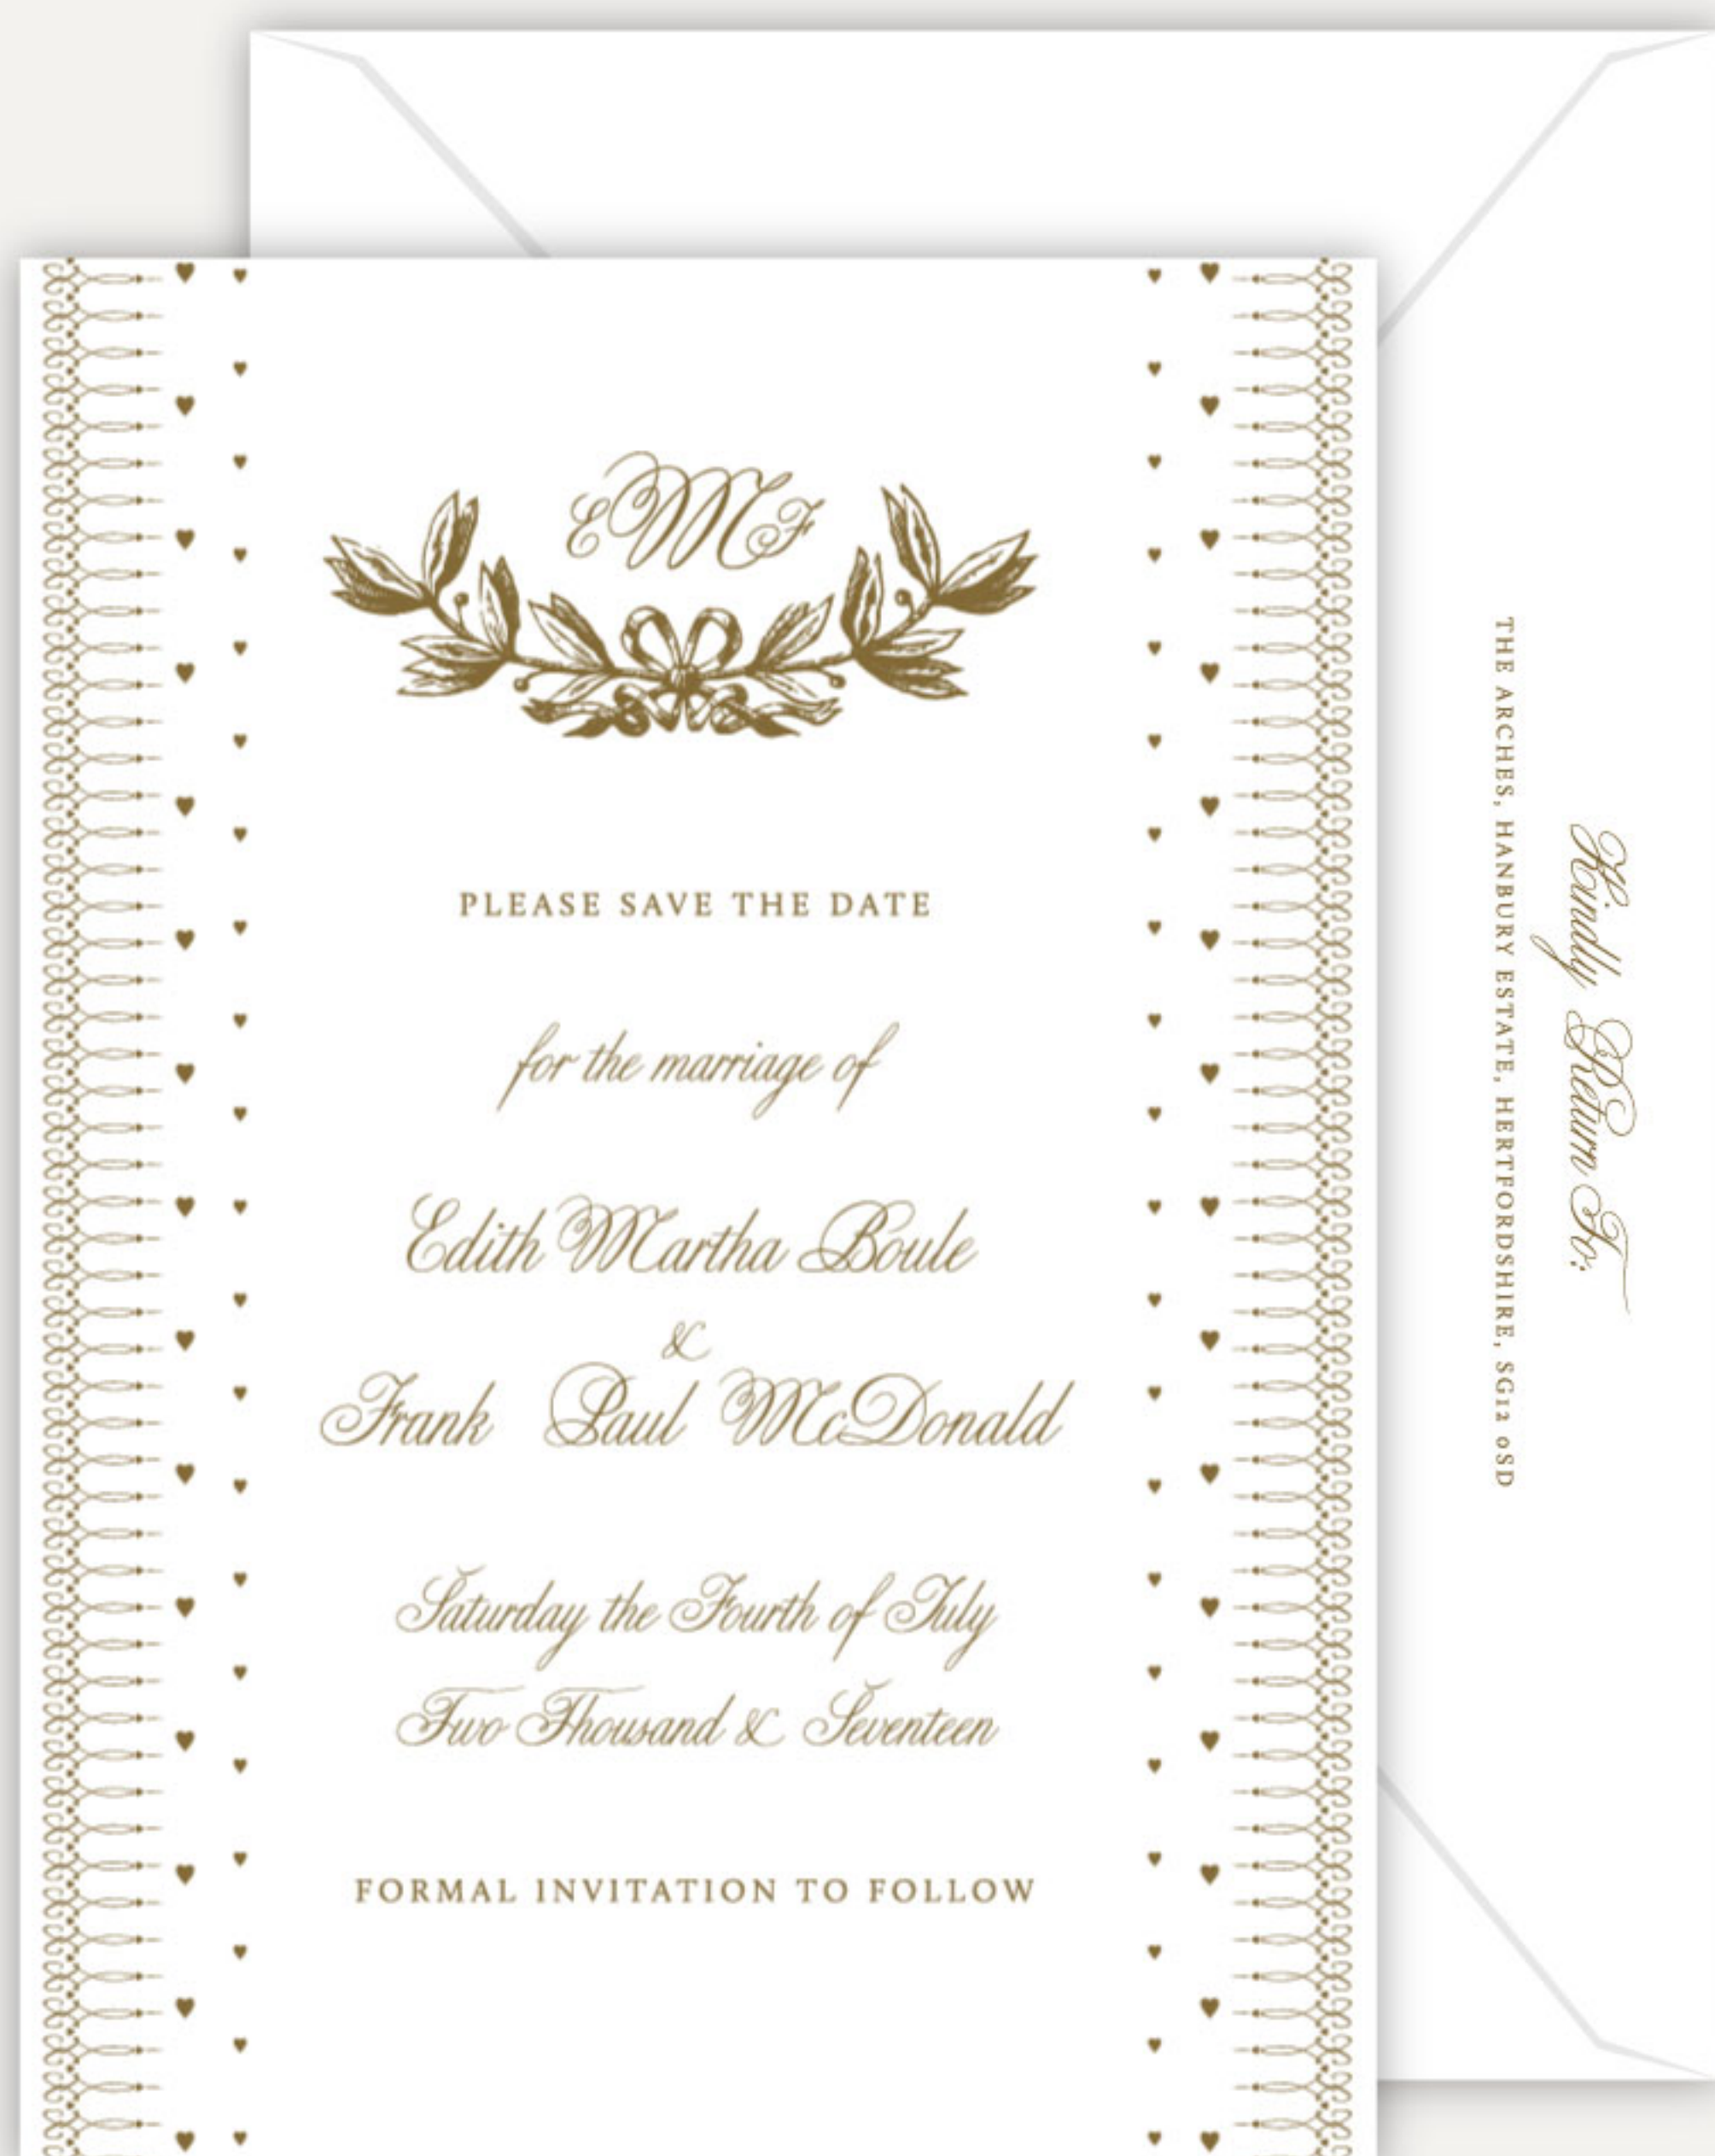 EMF
PLEASE SAVE THE DATE
for the marriage of
Edith Martha Boule
&
Frank Paul McDonald
Saturday the Fourth of July
Two Thousand & Seventeen
FORMAL INVITATION TO FOLLOW
Kindly Return To:
THE ARCHES, HANBURY ESTATE, HERTFORDSHIRE, SG12 0SD